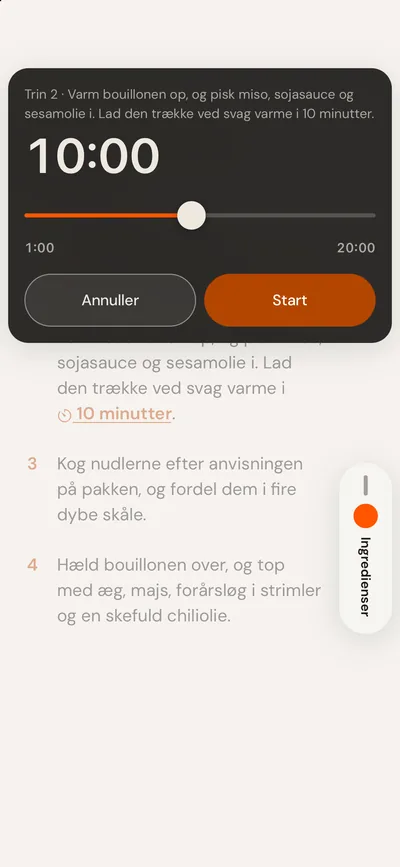 Trin 2 · Varm bouillonen op, og pisk miso, sojasauce og
sesamolie i. Lad den trække ved svag varme i 10 minutter.
10:00
1:00
20:00
Annuller
Start
sojasauce og sesamolie i. Lad
den trække ved svag varme i
10 minutter.
3
Kog nudlerne efter anvisningen
på pakken, og fordel dem i fire
dybe skåle.
4
Hæld bouillonen over, og top
med æg, majs, forårsløg i strimler
og en skefuld chiliolie.
Ingredienser